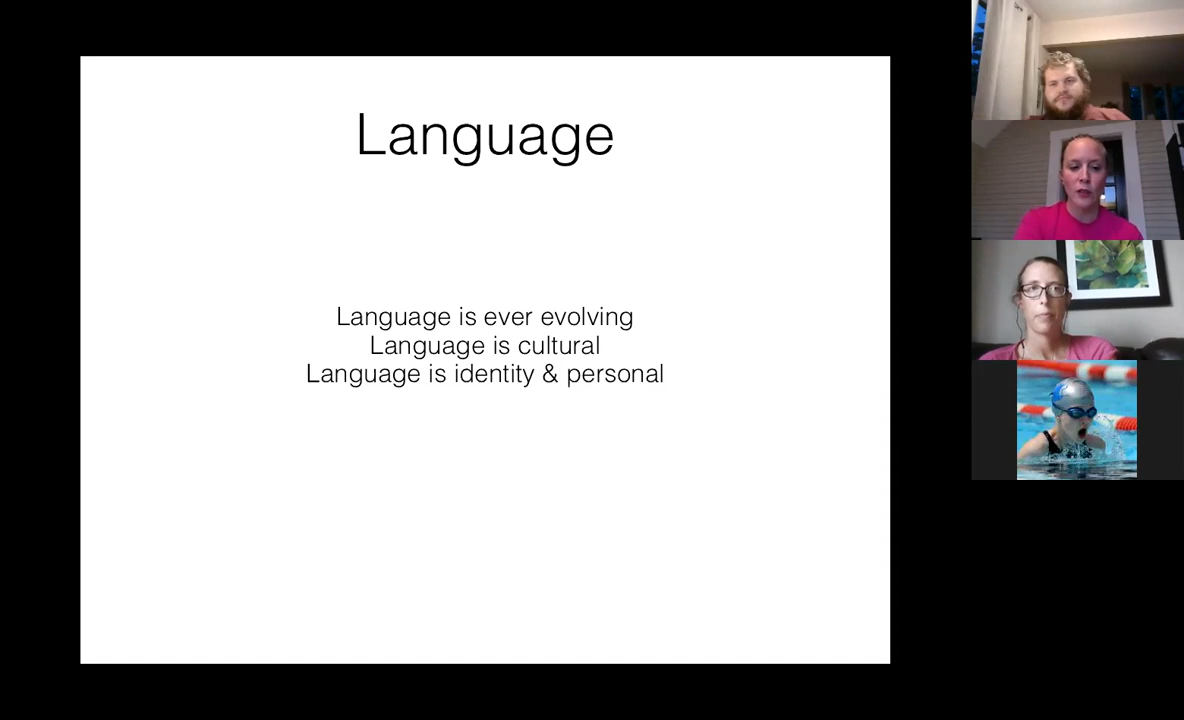 Language
Language is ever evolving
Language is cultural
Language is identity & personal